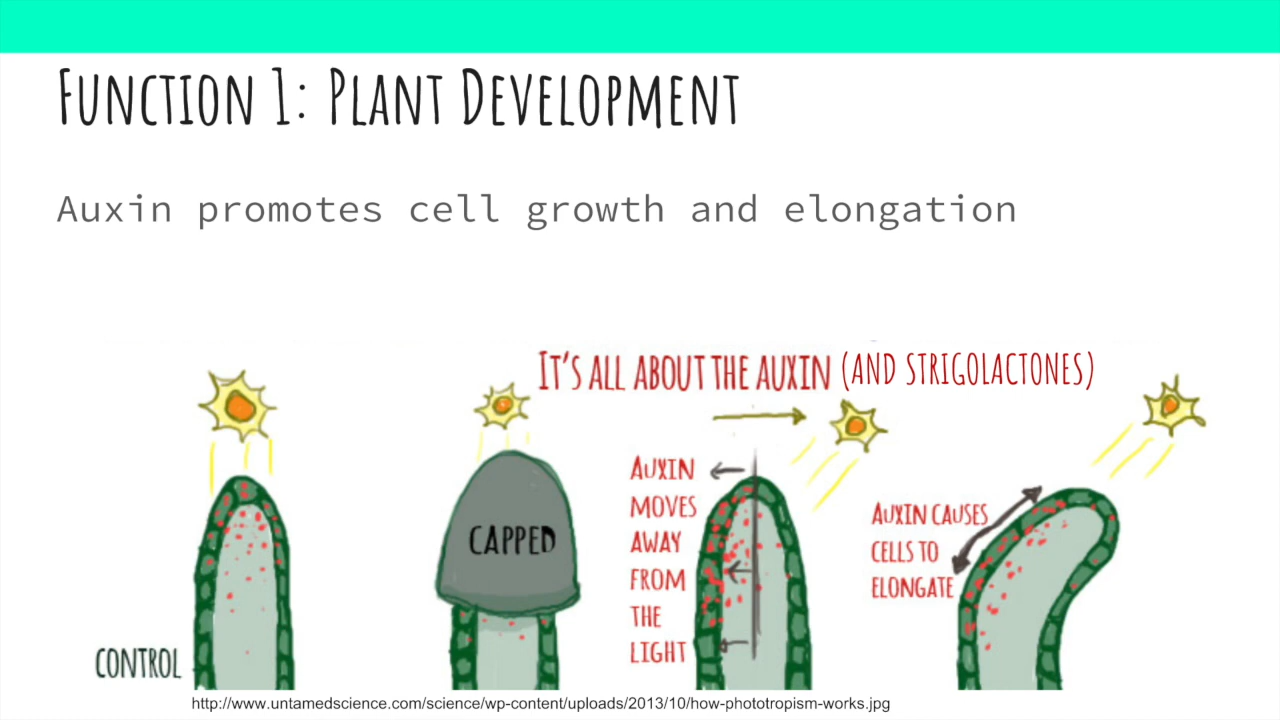 Function 1: Plant Development
Auxin promotes cell growth and elongation
IT'S ALL ABOUT THE AUXIN (AND STRIGOLACTONES)
CONTROL
CAPPED
AUXIN
MOVES
AWAY
FROM
THE
LIGHT
AUXIN CAUSES
CELLS TO
ELONGATE
http://www.untamedscience.com/science/wp-content/uploads/2013/10/how-phototropism-works.jpg